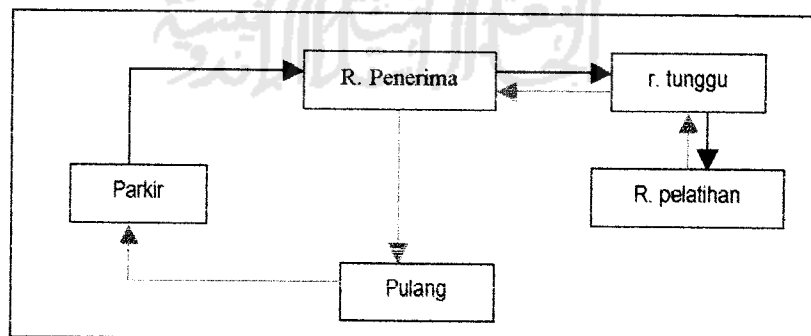 R. Penerima
r. tunggu
Parkir
R. pelatihan
Pulang